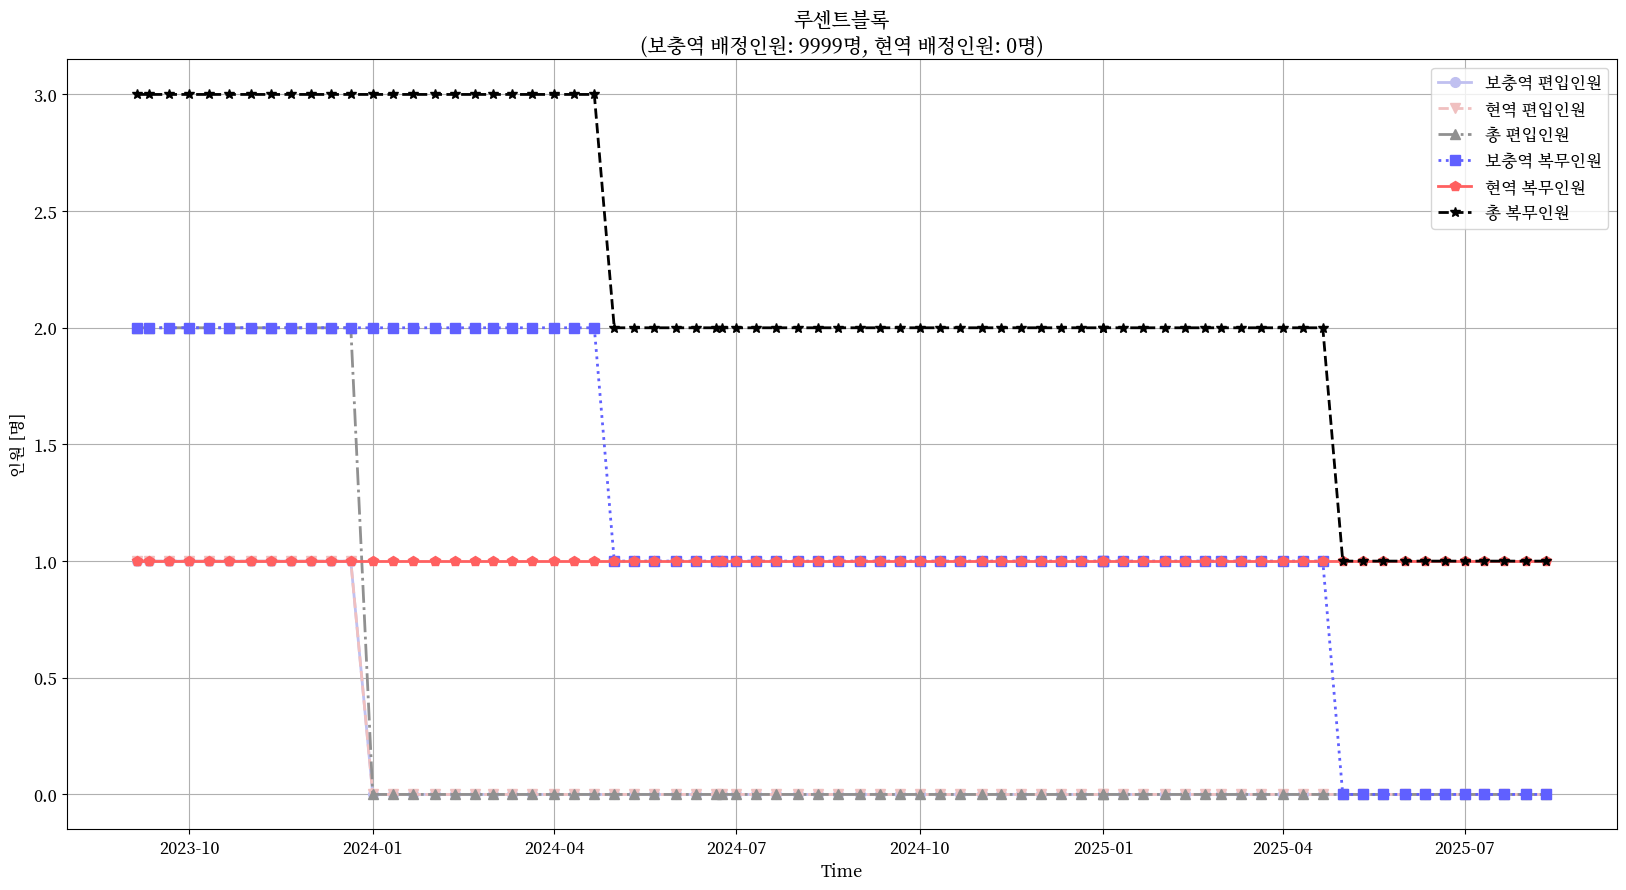 루센트블록
(보충역 배정인원: 9999명, 현역 배정인원: 0명)
보충역 편입인원
현역 편입인원
총 편입인원
보충역 복무인원
현역 복무인원
총 복무인원
인원 [명]
3.0
2.5
2.0
1.5
1.0
0.5
0.0
2023-10
2024-01
2024-04
2024-07
2024-10
2025-01
2025-04
2025-07
Time